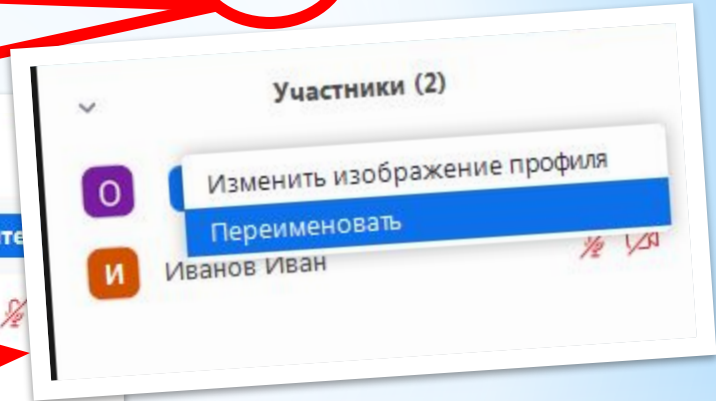 Участники (2)
О
Изменить изображение профиля
Переименовать
И Иванов Иван